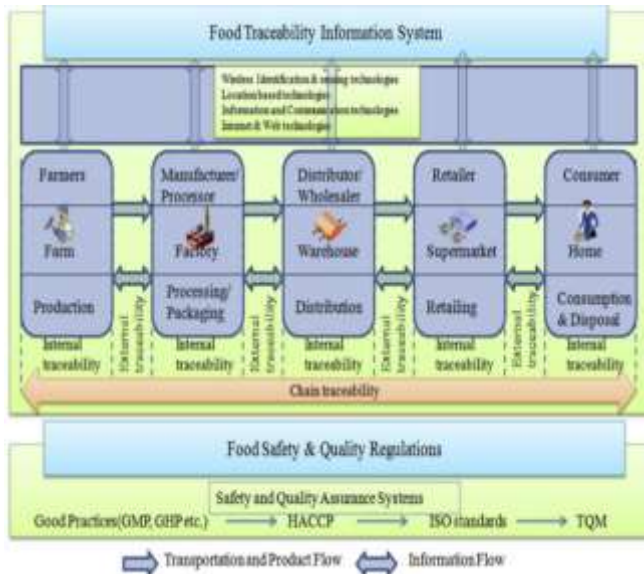 Food Traceability Information System
Wireless Identification & sensing technologies
Location based technologies
Information and Communication technologies
Internet & Web technologies
Farmers
Manufacturer/
Processor
Distributor/
Wholesaler
Retailer
Consumer
Farm
Factory
Warehouse
Supermarket
Home
Production
Processing/
Packaging
Distribution
Retailing
Consumption
& Disposal
Internal
traceability
External
traceability
Internal
traceability
External
traceability
Internal
traceability
External
traceability
Internal
traceability
External
traceability
Internal
traceability
Chain traceability
Food Safety & Quality Regulations
Safety and Quality Assurance Systems
Good Practices(GMP, GHP etc.)
HACCP
ISO standards
TQM
Transportation and Product Flow
Information Flow